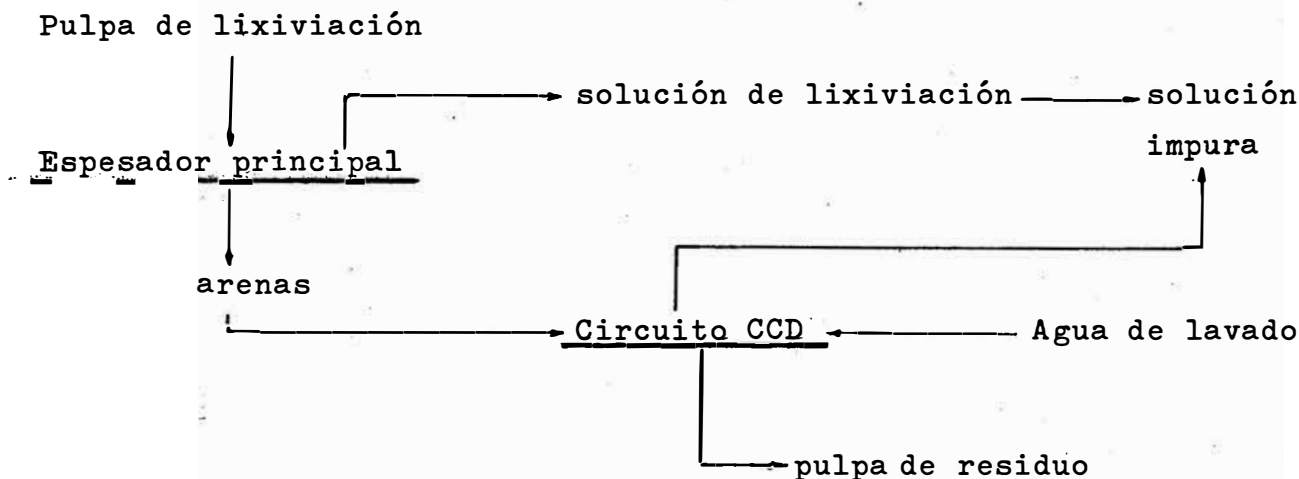 Pulpa de lixiviación
solución de lixiviación solución
impura
Espesador principal
arenas
Circuito CCD Agua de lavado
pulpa de residuo